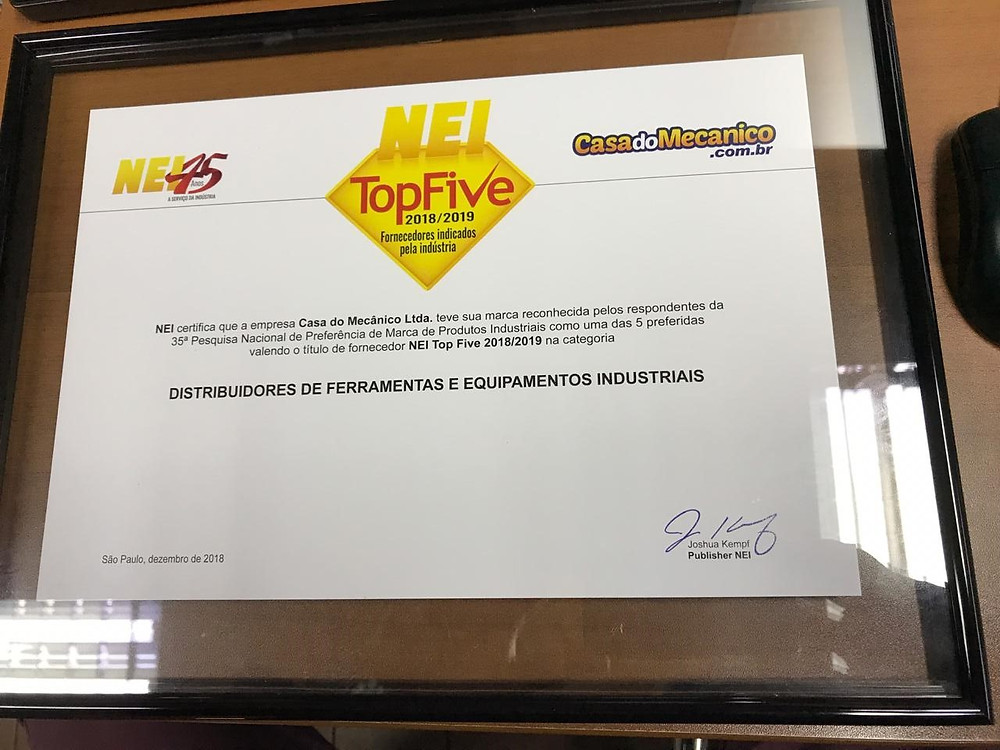 NEI 45
Anos
A SERVIÇO DA INDÚSTRIA
NEI
TopFive
2018/2019
Fornecedores indicados
pela indústria
CasadoMecanico
.com.br
NEI certifica que a empresa Casa do Mecânico Ltda. teve sua marca reconhecida pelos respondentes da
35ª Pesquisa Nacional de Preferência de Marca de Produtos Industriais como uma das 5 preferidas
valendo o título de fornecedor NEI Top Five 2018/2019 na categoria
DISTRIBUIDORES DE FERRAMENTAS E EQUIPAMENTOS INDUSTRIAIS
São Paulo, dezembro de 2018
Joshua Kempf
Publisher NEI